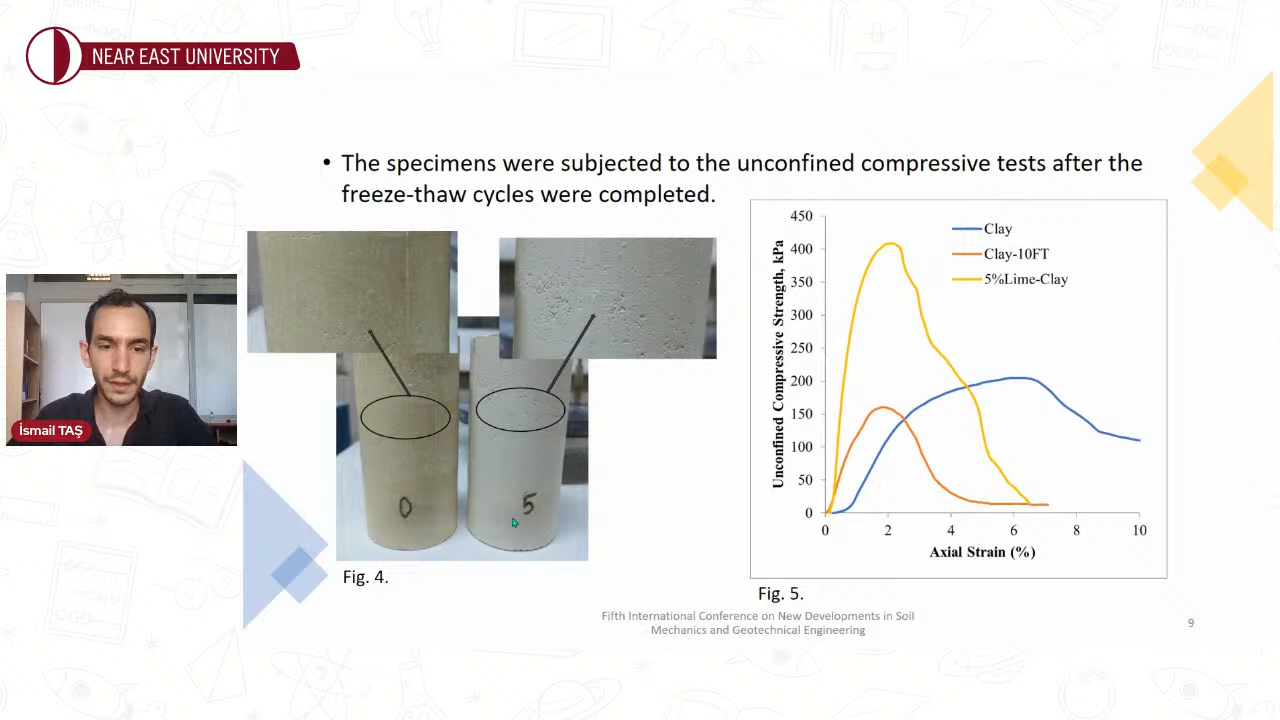 NEAR EAST UNIVERSITY
• The specimens were subjected to the unconfined compressive tests after the
freeze-thaw cycles were completed.
İsmail TAŞ
0
5
Fig. 4.
Unconfined Compressive Strength, kPa
450
400
350
300
250
200
150
100
50
0
Clay
Clay-10FT
5%Lime-Clay
0 2 4 6 8 10
Axial Strain (%)
Fig. 5.
Fifth International Conference on New Developments in Soil
Mechanics and Geotechnical Engineering
9